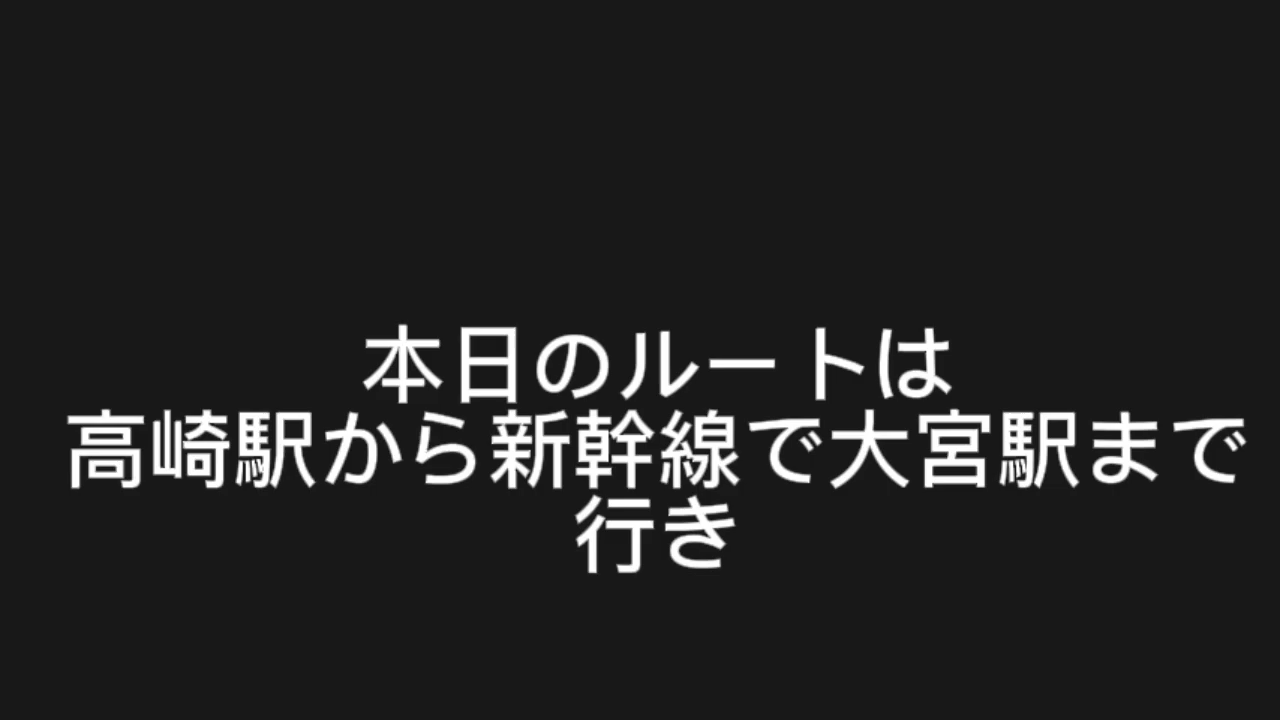 本日のルートは
高崎駅から新幹線で大宮駅まで
行き